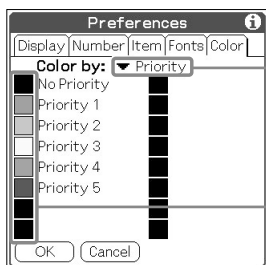 Preferences
Display Number Item Fonts Color
Color by: Priority
No Priority
Priority 1
Priority 2
Priority 3
Priority 4
Priority 5
OK Cancel